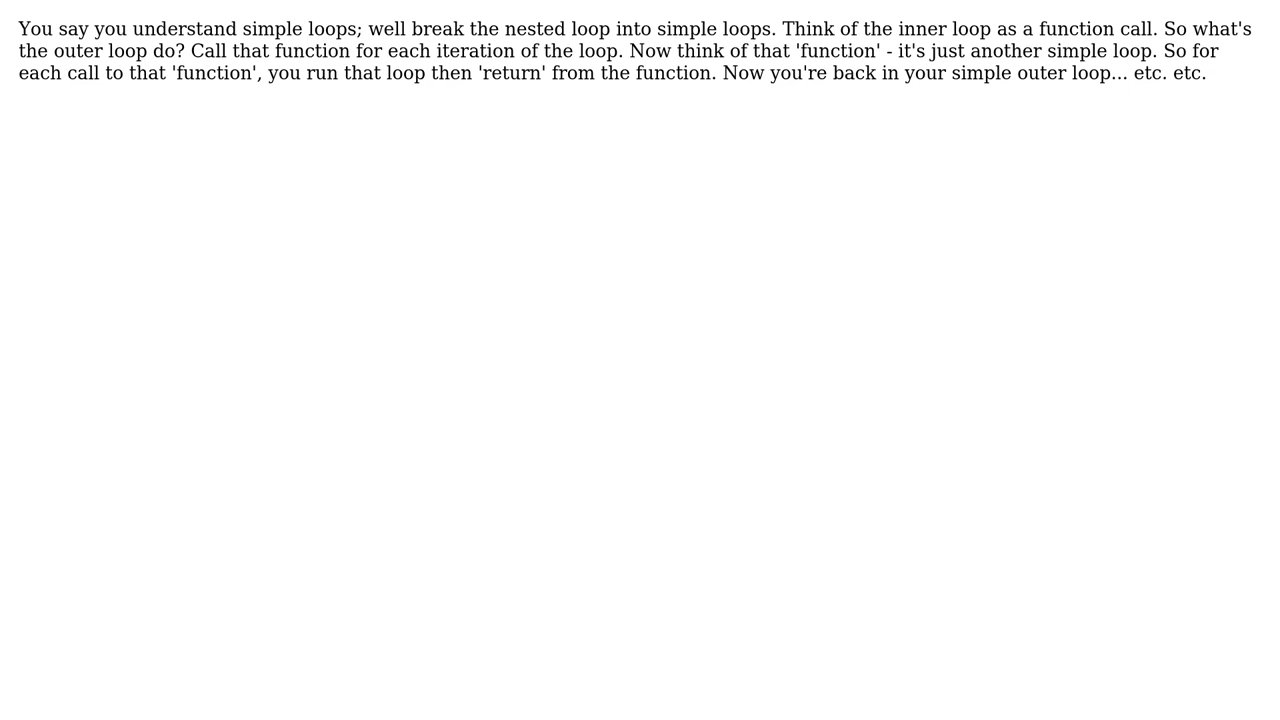 You say you understand simple loops; well break the nested loop into simple loops. Think of the inner loop as a function call. So what's
the outer loop do? Call that function for each iteration of the loop. Now think of that 'function' - it's just another simple loop. So for
each call to that 'function', you run that loop then 'return' from the function. Now you're back in your simple outer loop... etc. etc.